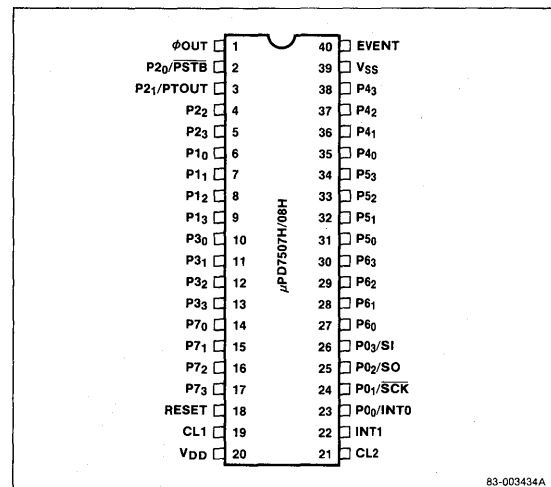 ϕOUT 1 40 EVENT
P2₀/P̅S̅T̅B̅ 2 39 VSS
P2₁/PTOUT 3 38 P4₃
P2₂ 4 37 P4₂
P2₃ 5 36 P4₁
P1₀ 6 35 P4₀
P1₁ 7 34 P5₃
P1₂ 8 33 P5₂
P1₃ 9 32 P5₁
P3₀ 10 31 P5₀
P3₁ 11 30 P6₃
P3₂ 12 29 P6₂
P3₃ 13 28 P6₁
P7₀ 14 27 P6₀
P7₁ 15 26 P0₃/SI
P7₂ 16 25 P0₂/SO
P7₃ 17 24 P0₁/S̅C̅K̅
RESET 18 23 P0₀/INT0
CL1 19 22 INT1
VDD 20 21 CL2
μPD7507H/08H
83-003434A